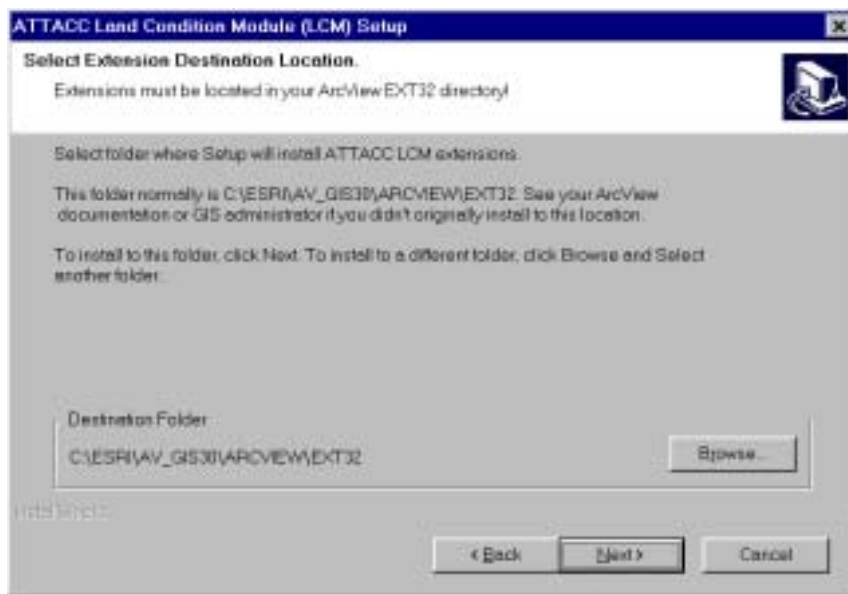 ATTACC Land Condition Module (LCM) Setup
Select Extension Destination Location.
Extensions must be located in your ArcView EXT32 directory!
Select folder where Setup will install ATTACC LCM extensions.
This folder normally is C:\ESRI\AV_GIS30\ARCVIEW\EXT32. See your ArcView
documentation or GIS administrator if you didn't originally install to this location.
To install to this folder, click Next. To install to a different folder, click Browse and Select
another folder.
Destination Folder
C:\ESRI\AV_GIS30\ARCVIEW\EXT32
Browse...
< Back
Next >
Cancel